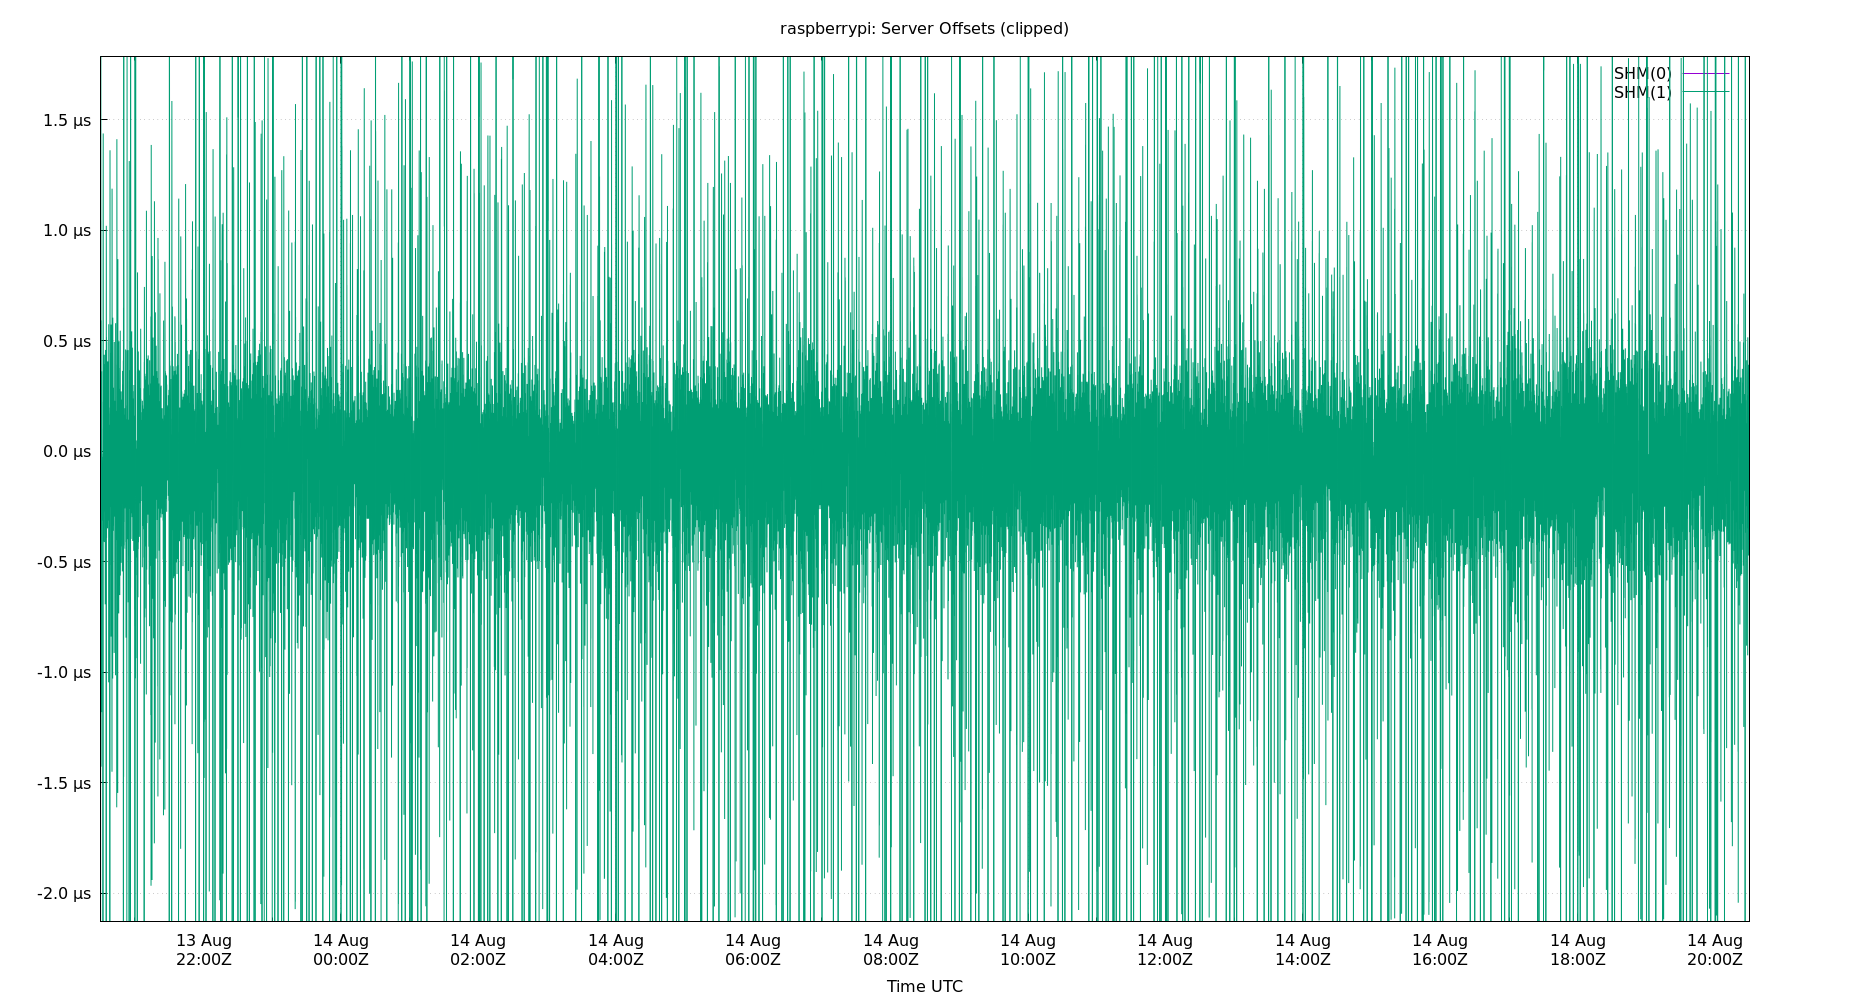 raspberrypi: Server Offsets (clipped)
SHM(0)
SHM(1)
1.5 µs
1.0 µs
0.5 µs
0.0 µs
-0.5 µs
-1.0 µs
-1.5 µs
-2.0 µs
13 Aug 14 Aug 14 Aug 14 Aug 14 Aug 14 Aug 14 Aug 14 Aug 14 Aug 14 Aug 14 Aug 14 Aug
22:00Z 00:00Z 02:00Z 04:00Z 06:00Z 08:00Z 10:00Z 12:00Z 14:00Z 16:00Z 18:00Z 20:00Z
Time UTC